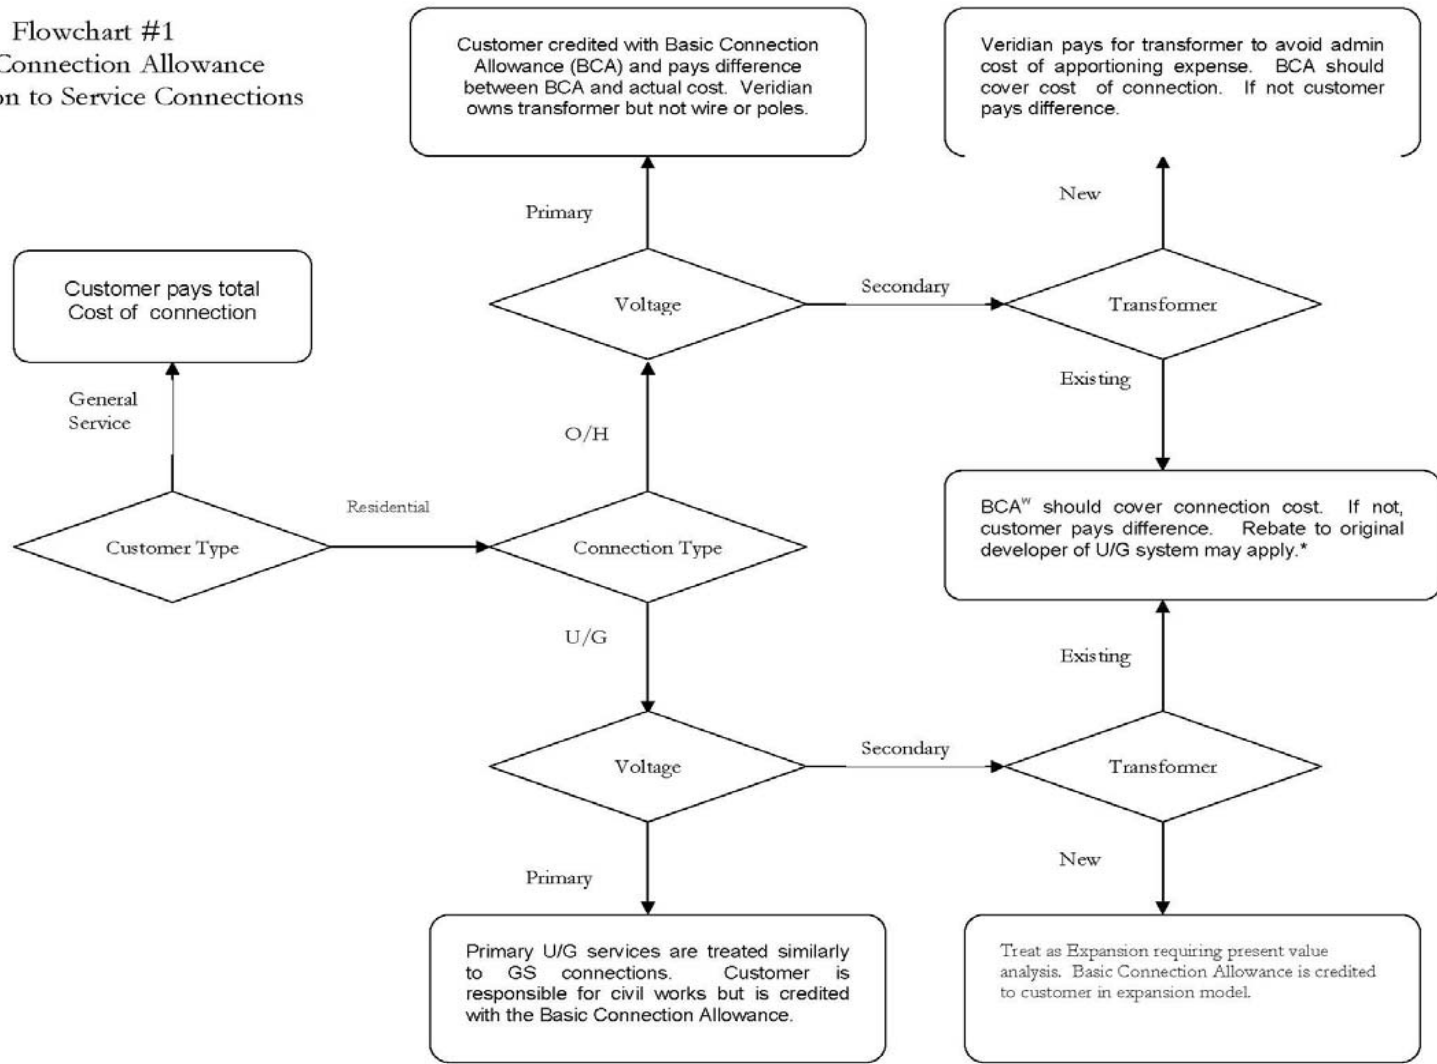 Flowchart #1
Connection Allowance
on to Service Connections
Customer credited with Basic Connection
Allowance (BCA) and pays difference
between BCA and actual cost. Veridian
owns transformer but not wire or poles.
Veridian pays for transformer to avoid admin
cost of apportioning expense. BCA should
cover cost of connection. If not customer
pays difference.
Primary
New
Customer pays total
Cost of connection
Voltage
Secondary
Transformer
General
Service
Existing
O/H
Customer Type
Residential
Connection Type
BCAʷ should cover connection cost. If not,
customer pays difference. Rebate to original
developer of U/G system may apply.*
U/G
Existing
Voltage
Secondary
Transformer
Primary
New
Primary U/G services are treated similarly
to GS connections. Customer is
responsible for civil works but is credited
with the Basic Connection Allowance.
Treat as Expansion requiring present value
analysis. Basic Connection Allowance is credited
to customer in expansion model.